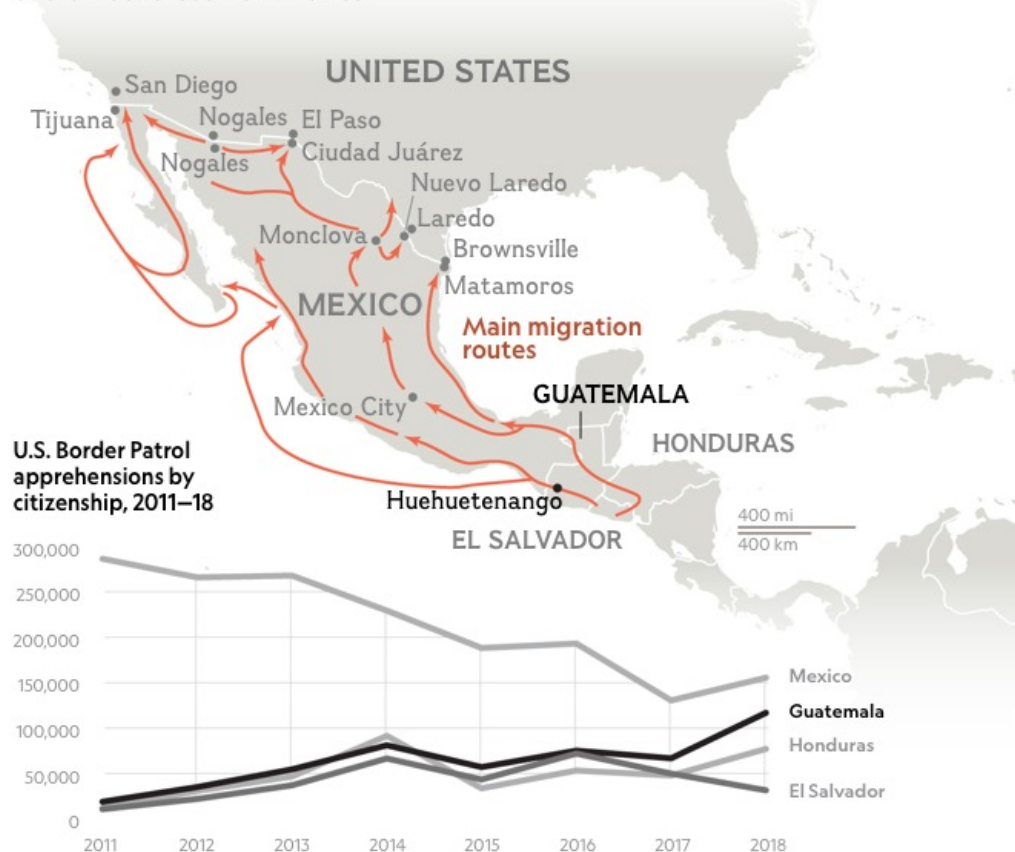 UNITED STATES
San Diego
Tijuana
Nogales
El Paso
Nogales
Ciudad Juárez
Nuevo Laredo
Laredo
Monclova
Brownsville
Matamoros
MEXICO
Main migration
routes
GUATEMALA
Mexico City
HONDURAS
U.S. Border Patrol
apprehensions by
citizenship, 2011–18
Huehuetenango
EL SALVADOR
400 mi
400 km
300,000
250,000
200,000
150,000
100,000
50,000
0
Mexico
Guatemala
Honduras
El Salvador
2011 2012 2013 2014 2015 2016 2017 2018